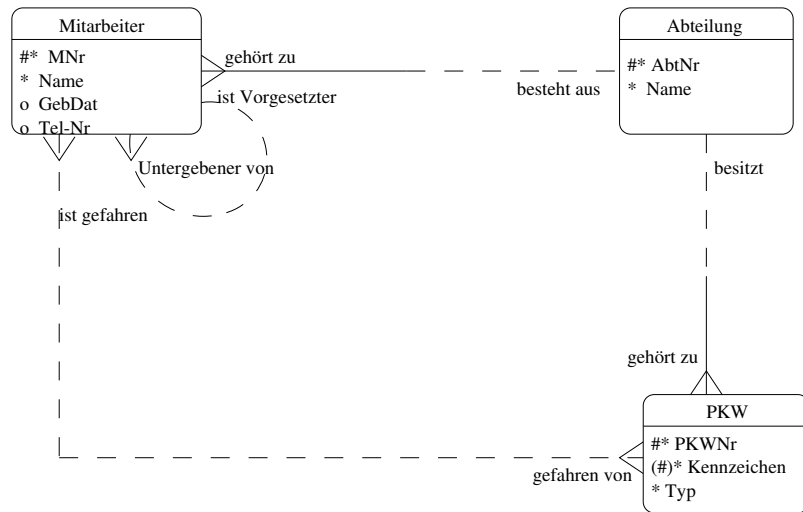 Mitarbeiter
#* MNr
* Name
o GebDat
o Tel-Nr
gehört zu
besteht aus
ist Vorgesetzter
Untergebener von
ist gefahren
Abteilung
#* AbtNr
* Name
besitzt
gehört zu
gefahren von
PKW
#* PKWNr
(#)* Kennzeichen
* Typ